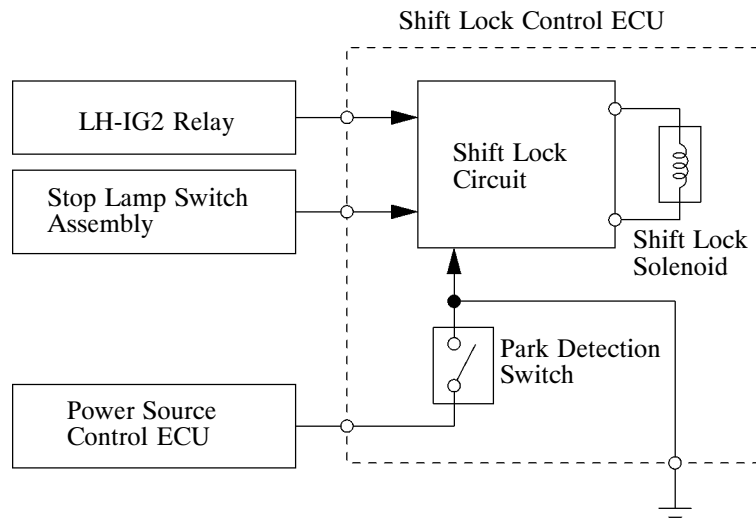 Shift Lock Control ECU
LH-IG2 Relay
Stop Lamp Switch
Assembly
Shift Lock
Circuit
Shift Lock
Solenoid
Park Detection
Switch
Power Source
Control ECU